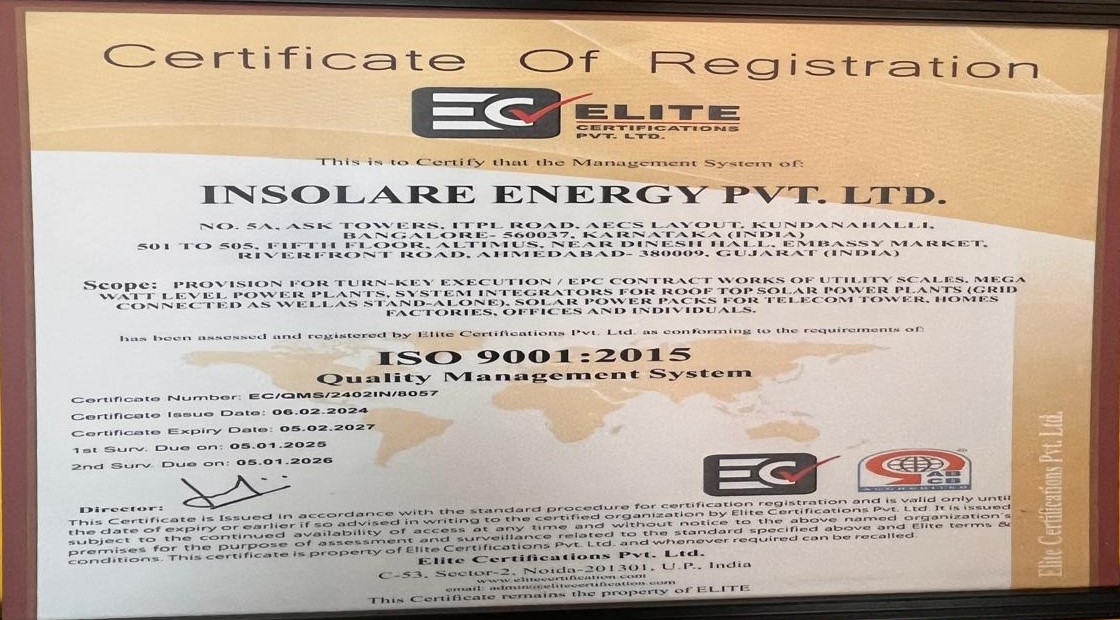 Certificate Of Registration
EC ELITE
CERTIFICATIONS
PVT. LTD.
This is to Certify that the Management System of:
INSOLARE ENERGY PVT. LTD.
NO. 5A, ASK TOWERS, ITPL ROAD, AECS LAYOUT, KUNDANAHALLI,
BANGALORE- 560037, KARNATAKA (INDIA)
501 TO 505, FIFTH FLOOR, ALTIMUS, NEAR DINESH HALL, EMBASSY MARKET,
RIVERFRONT ROAD, AHMEDABAD- 380009, GUJARAT (INDIA)
Scope: PROVISION FOR TURN-KEY EXECUTION / EPC CONTRACT WORKS OF UTILITY SCALES, MEGA
WATT LEVEL POWER PLANTS, SYSTEM INTEGRATORS FOR ROOF TOP SOLAR POWER PLANTS (GRID
CONNECTED AS WELLAS STAND-ALONE), SOLAR POWER PACKS FOR TELECOM TOWER, HOMES
FACTORIES, OFFICES AND INDIVIDUALS.
has been assessed and registered by Elite Certifications Pvt. Ltd. as conforming to the requirements of:
ISO 9001:2015
Quality Management System
Certificate Number: EC/QMS/2402IN/8057
Certificate Issue Date: 06.02.2024
Certificate Expiry Date: 05.02.2027
1st Surv. Due on: 05.01.2025
2nd Surv. Due on: 05.01.2026
Director:
EC
ABCB
ACCREDITED
This Certificate is Issued in accordance with the standard procedure for certification registration and is valid only until
the date of expiry or earlier if so advised in writing to the certified organization by Elite Certifications Pvt. Ltd. It is issued
subject to the continued availability of access at any time and without notice to the above named organization's
premises for the purpose of assessment and surveillance related to the standard specified above and Elite terms &
conditions. This certificate is property of Elite Certifications Pvt. Ltd. and whenever required can be recalled.
Elite Certifications Pvt. Ltd.
C-53, Sector-2, Noida-201301, U.P., India
www.elitecertification.com
email: admin@elitecertification.com
This Certificate remains the property of ELITE
Elite Certifications Pvt. Ltd.